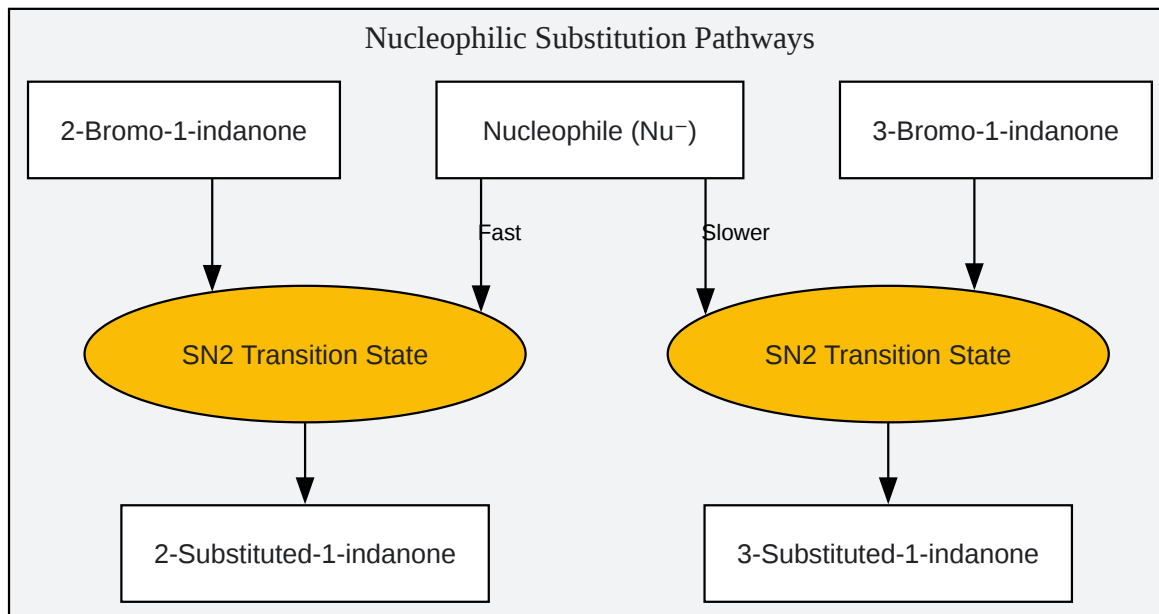 Nucleophilic Substitution Pathways
2-Bromo-1-indanone
Nucleophile (Nu⁻)
3-Bromo-1-indanone
Fast
Slower
SN2 Transition State
SN2 Transition State
2-Substituted-1-indanone
3-Substituted-1-indanone